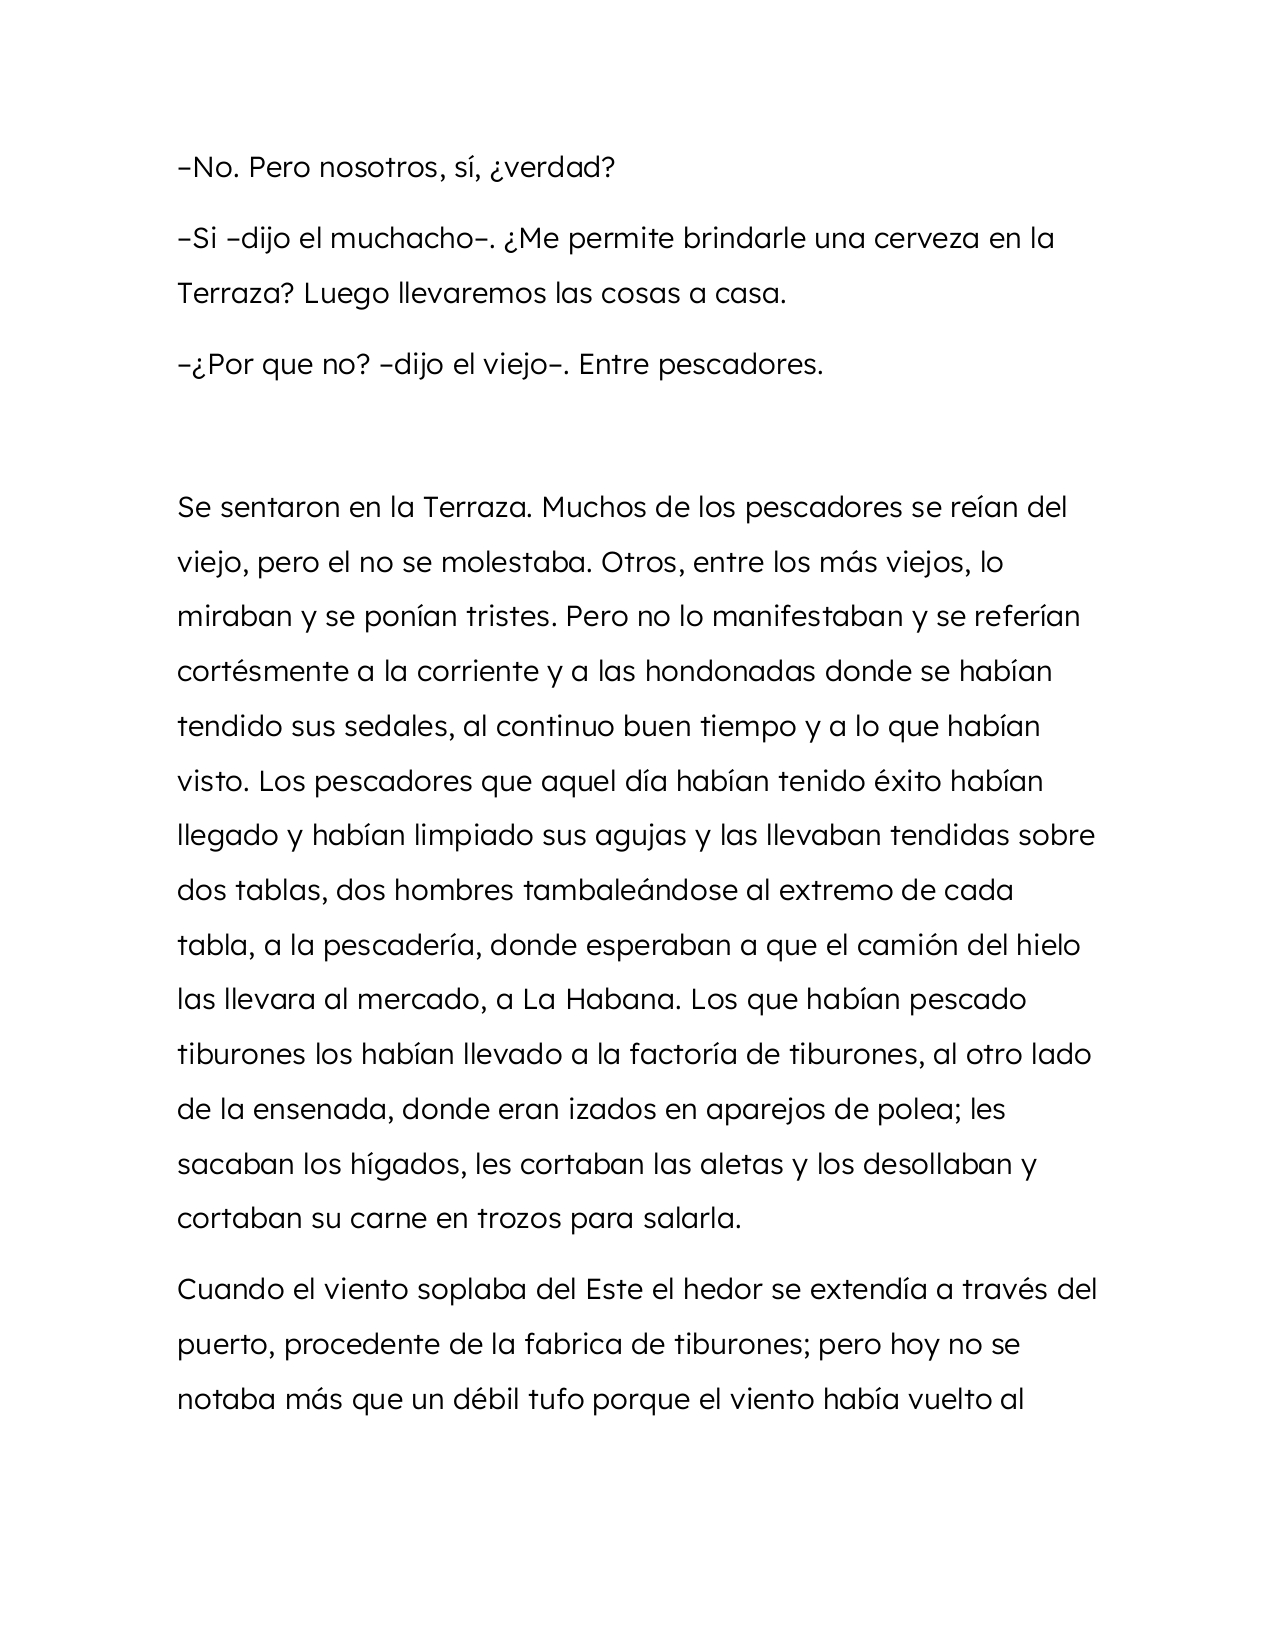 –No. Pero nosotros, sí, ¿verdad?
–Si –dijo el muchacho–. ¿Me permite brindarle una cerveza en la
Terraza? Luego llevaremos las cosas a casa.
–¿Por que no? –dijo el viejo–. Entre pescadores.
Se sentaron en la Terraza. Muchos de los pescadores se reían del
viejo, pero el no se molestaba. Otros, entre los más viejos, lo
miraban y se ponían tristes. Pero no lo manifestaban y se referían
cortésmente a la corriente y a las hondonadas donde se habían
tendido sus sedales, al continuo buen tiempo y a lo que habían
visto. Los pescadores que aquel día habían tenido éxito habían
llegado y habían limpiado sus agujas y las llevaban tendidas sobre
dos tablas, dos hombres tambaleándose al extremo de cada
tabla, a la pescadería, donde esperaban a que el camión del hielo
las llevara al mercado, a La Habana. Los que habían pescado
tiburones los habían llevado a la factoría de tiburones, al otro lado
de la ensenada, donde eran izados en aparejos de polea; les
sacaban los hígados, les cortaban las aletas y los desollaban y
cortaban su carne en trozos para salarla.
Cuando el viento soplaba del Este el hedor se extendía a través del
puerto, procedente de la fabrica de tiburones; pero hoy no se
notaba más que un débil tufo porque el viento había vuelto al